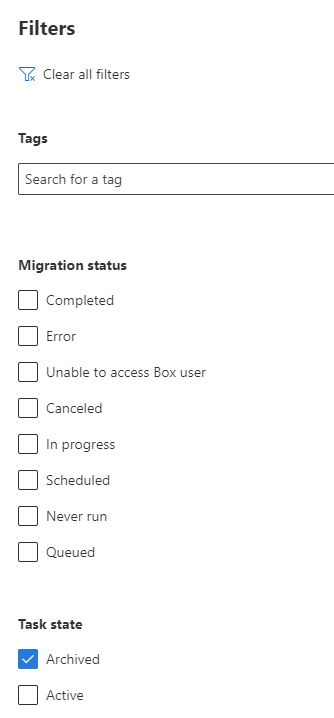 Filters
Clear all filters
Tags
Search for a tag
Migration status
Completed
Error
Unable to access Box user
Canceled
In progress
Scheduled
Never run
Queued
Task state
Archived
Active